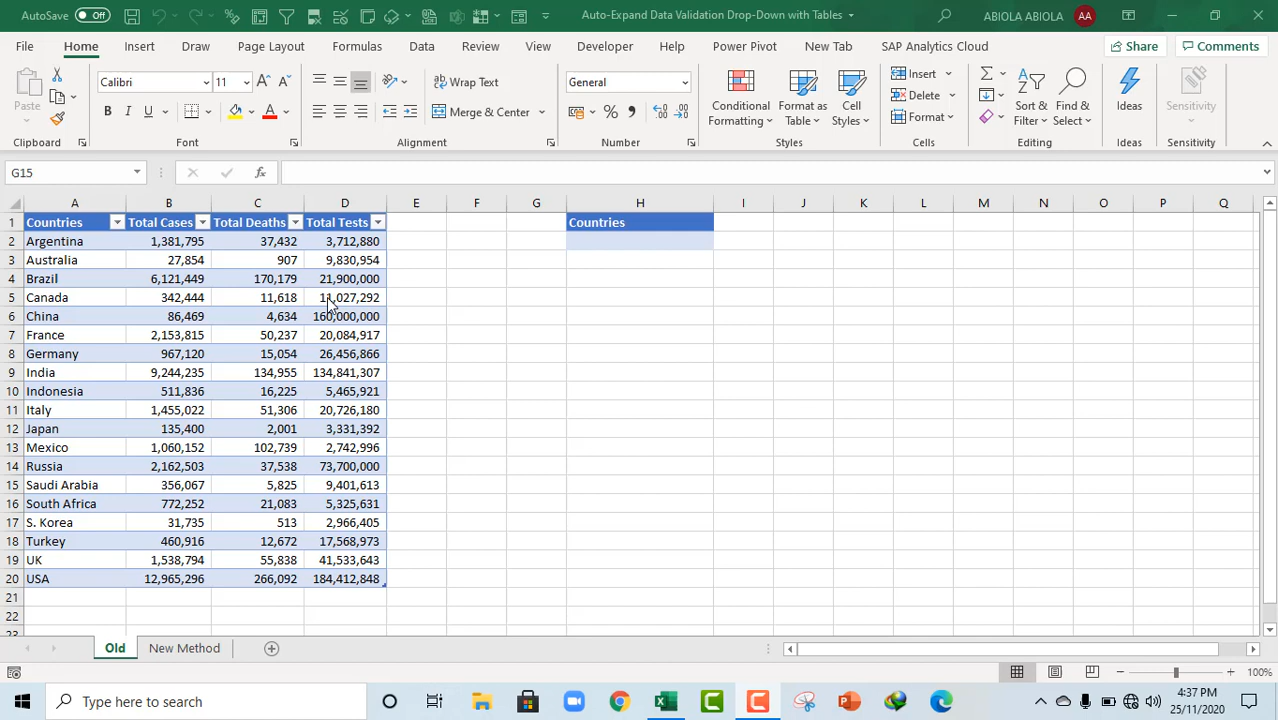 AutoSave Off
Auto-Expand Data Validation Drop-Down with Tables
ABIOLA ABIOLA AA
File Home Insert Draw Page Layout Formulas Data Review View Developer Help Power Pivot New Tab SAP Analytics Cloud Share Comments
Paste
Clipboard
Calibri 11
B I U
Font
Wrap Text
Merge & Center
Alignment
General
Number
Conditional Formatting
Format as Table
Cell Styles
Styles
Insert
Delete
Format
Cells
Sort & Filter
Find & Select
Editing
Ideas
Ideas
Sensitivity
Sensitivity
G15 fx
A B C D E F G H I J K L M N O P Q
1 Countries Total Cases Total Deaths Total Tests Countries
2 Argentina 1,381,795 37,432 3,712,880
3 Australia 27,854 907 9,830,954
4 Brazil 6,121,449 170,179 21,900,000
5 Canada 342,444 11,618 11,027,292
6 China 86,469 4,634 160,000,000
7 France 2,153,815 50,237 20,084,917
8 Germany 967,120 15,054 26,456,866
9 India 9,244,235 134,955 134,841,307
10 Indonesia 511,836 16,225 5,465,921
11 Italy 1,455,022 51,306 20,726,180
12 Japan 135,400 2,001 3,331,392
13 Mexico 1,060,152 102,739 2,742,996
14 Russia 2,162,503 37,538 73,700,000
15 Saudi Arabia 356,067 5,825 9,401,613
16 South Africa 772,252 21,083 5,325,631
17 S. Korea 31,735 513 2,966,405
18 Turkey 460,916 12,672 17,568,973
19 UK 1,538,794 55,838 41,533,643
20 USA 12,965,296 266,092 184,412,848
21
22
23
Old New Method
100%
Type here to search
4:37 PM
25/11/2020